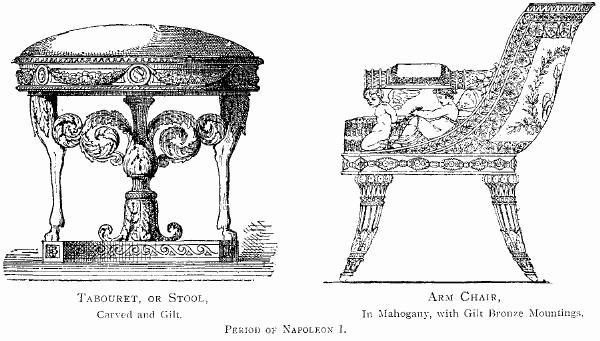 Tabouret, or Stool,
Carved and Gilt.
Arm Chair,
In Mahogany, with Gilt Bronze Mountings.
Period of Napoleon I.